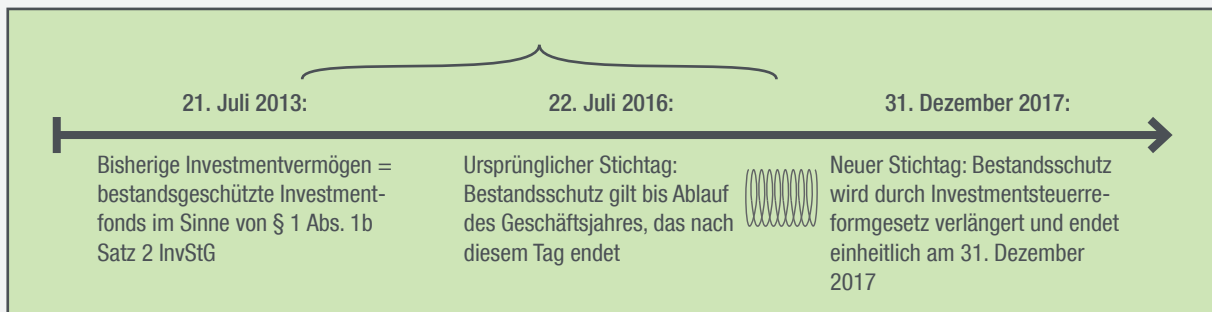 21. Juli 2013:
22. Juli 2016:
31. Dezember 2017:
Bisherige Investmentvermögen =
bestandsgeschützte Investment-
fonds im Sinne von § 1 Abs. 1b
Satz 2 InvStG
Ursprünglicher Stichtag:
Bestandsschutz gilt bis Ablauf
des Geschäftsjahres, das nach
diesem Tag endet
Neuer Stichtag: Bestandsschutz
wird durch Investmentsteuerre-
formgesetz verlängert und endet
einheitlich am 31. Dezember
2017